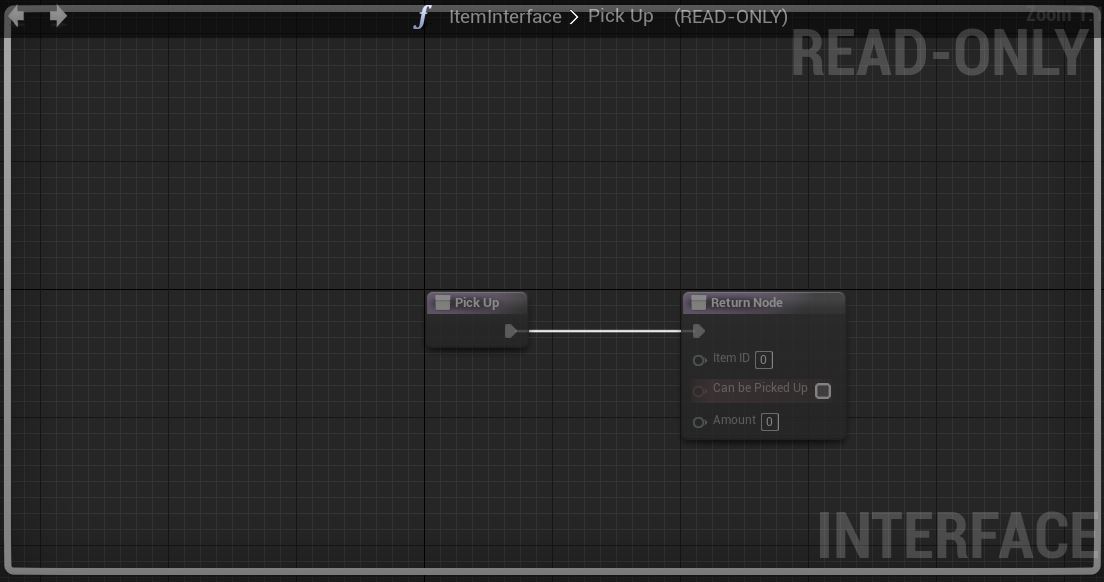 ƒ ItemInterface > Pick Up (READ-ONLY)
Zoom 1:1
READ-ONLY
Pick Up
Return Node
Item ID 0
Can be Picked Up
Amount 0
INTERFACE